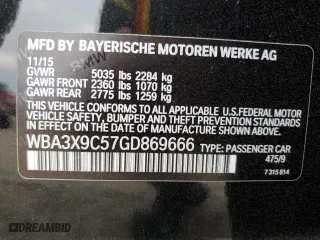 MFD BY BAYERISCHE MOTOREN WERKE AG
11/15
GVWR 5035 lbs 2284 kg
GAWR FRONT 2360 lbs 1070 kg
GAWR REAR 2775 lbs 1259 kg
THIS VEHICLE CONFORMS TO ALL APPLICABLE
FEDERAL MOTOR VEHICLE SAFETY, BUMPER,
AND THEFT PREVENTION STANDARDS IN EFFECT
ON THE DATE OF MANUFACTURE SHOWN ABOVE.
WBA3X9C57GD869666 TYPE: PASSENGER CAR
475/9
7 315 814